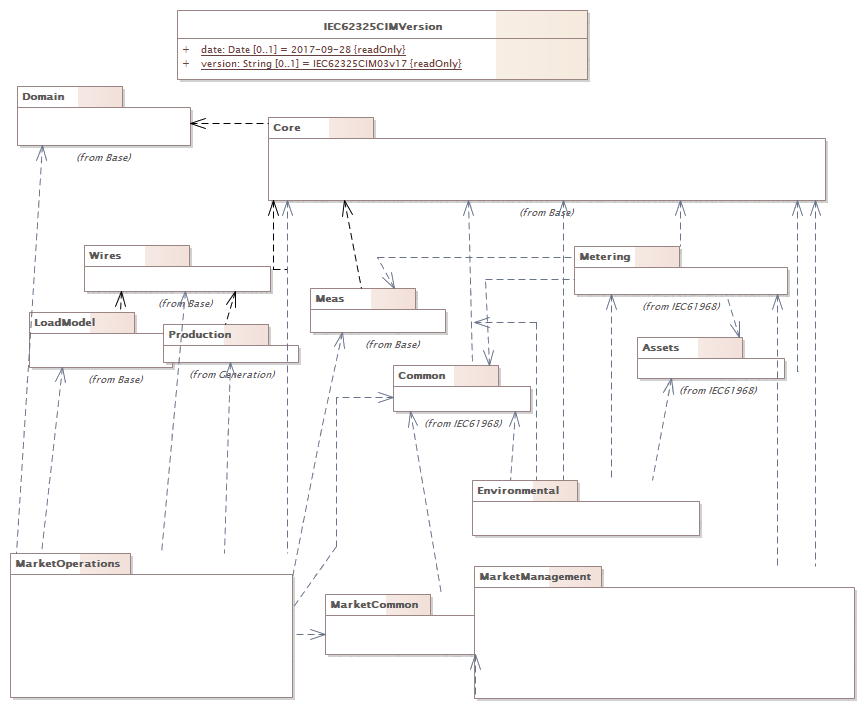 IEC62325CIMVersion
+ date: Date [0..1] = 2017-09-28 {readOnly}
+ version: String [0..1] = IEC62325CIM03v17 {readOnly}
Domain
(from Base)
Core
(from Base)
Wires
(from Base)
Metering
(from IEC61968)
Meas
(from Base)
LoadModel
(from Base)
Production
(from Generation)
Assets
(from IEC61968)
Common
(from IEC61968)
Environmental
MarketOperations
MarketCommon
MarketManagement